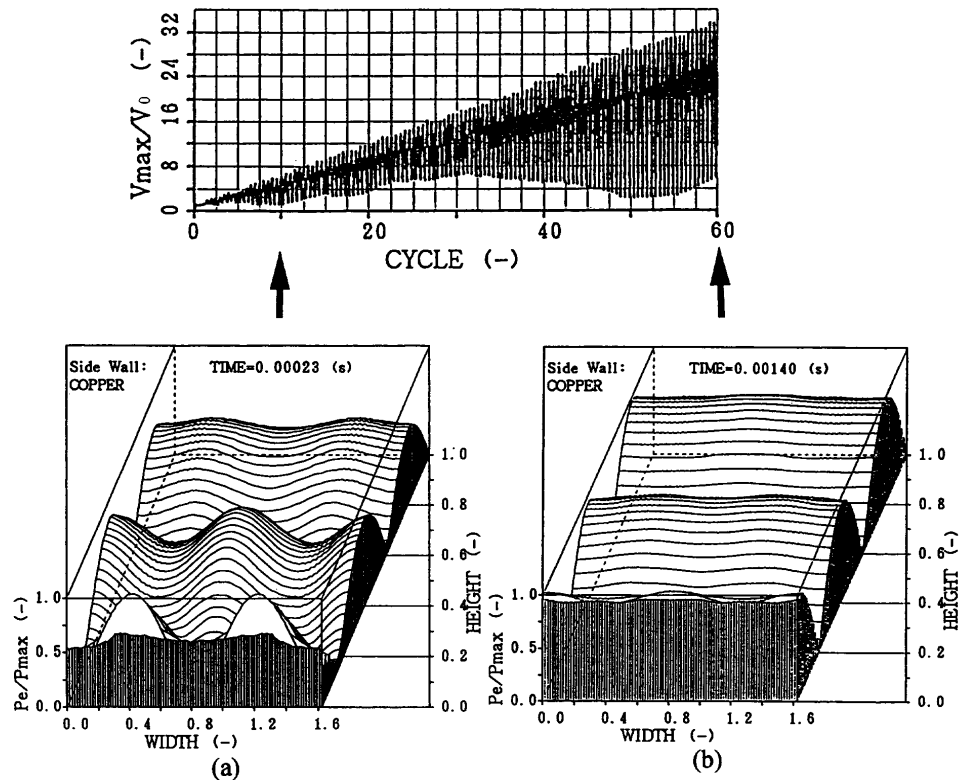 Vmax/V₀ (-)
32
24
16
8
0
0 20 40 60
CYCLE (-)
Side Wall:
COPPER
TIME=0.00023 (s)
Pe/Pmax (-)
1.0
0.5
0.0
0.0 0.4 0.8 1.2 1.6
WIDTH (-)
1.0
0.8
0.6
0.4
0.2
0.0
HEIGHT (-)
(a)
Side Wall:
COPPER
TIME=0.00140 (s)
Pe/Pmax (-)
1.0
0.5
0.0
0.0 0.4 0.8 1.2 1.6
WIDTH (-)
1.0
0.8
0.6
0.4
0.2
0.0
HEIGHT (-)
(b)